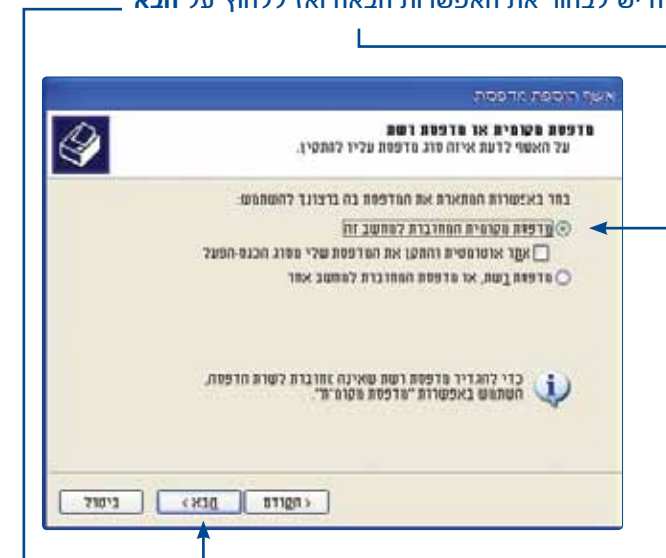 יש לבחור את האפשרות הבאה ואז ללחוץ על הבא
אשף הוספת מדפסת
מדפסת מקומית או מדפסת רשת
על האשף לדעת איזה סוג מדפסת עליו להתקין.
בחר באפשרות המתארת את המדפסת בה ברצונך להשתמש:
מדפסת מקומית המחוברת למחשב זה
אתר אוטומטית והתקן את המדפסת שלי מסוג הכנס-הפעל
מדפסת רשת, או מדפסת המחוברת למחשב אחר
כדי להגדיר מדפסת רשת שאינה מחוברת לשרת הדפסה,
השתמש באפשרות "מדפסת מקומית".
< הקודם
הבא >
ביטול